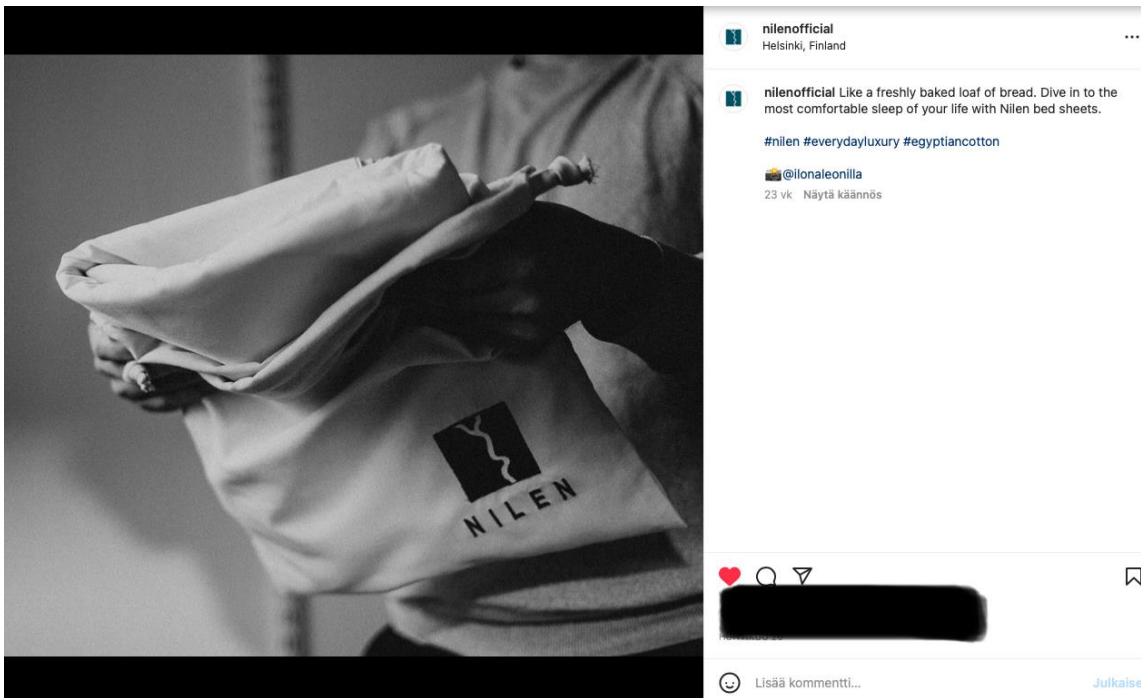 nilenofficial
Helsinki, Finland
nilenofficial Like a freshly baked loaf of bread. Dive in to the
most comfortable sleep of your life with Nilen bed sheets.
#nilen #everydayluxury #egyptiancotton
@ilonaleonilla
23 vk Näytä käännös
NILEN
Lisää kommentti...
Julkaise